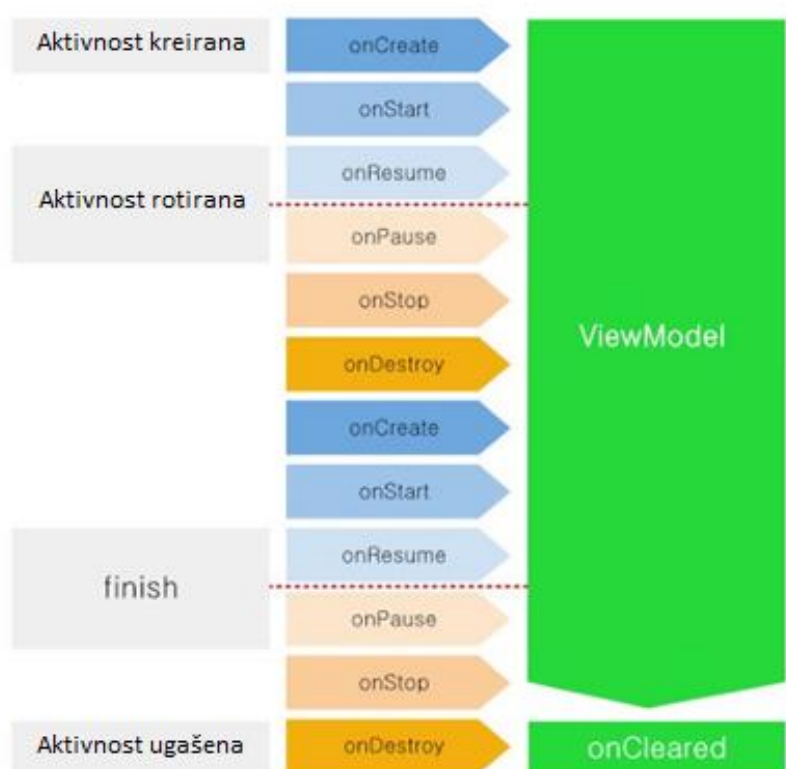 Aktivnost kreirana
onCreate
onStart
onResume
Aktivnost rotirana
onPause
onStop
ViewModel
onDestroy
onCreate
onStart
onResume
finish
onPause
onStop
Aktivnost ugašena
onDestroy
onCleared